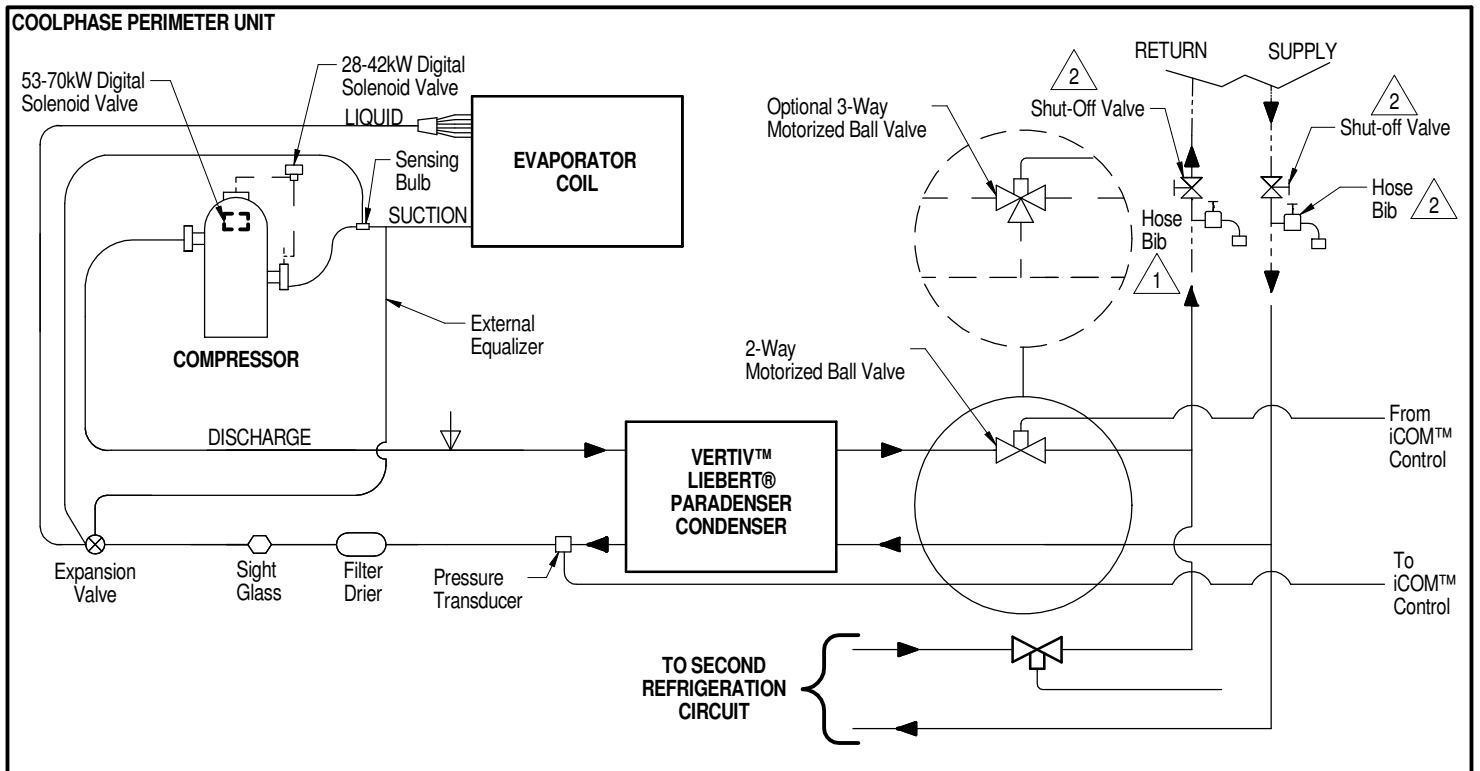 COOLPHASE PERIMETER UNIT
53-70kW Digital
Solenoid Valve
28-42kW Digital
Solenoid Valve
LIQUID
EVAPORATOR
COIL
Sensing
Bulb
SUCTION
COMPRESSOR
External
Equalizer
DISCHARGE
Expansion
Valve
Sight
Glass
Filter
Drier
Pressure
Transducer
VERTIV™
LIEBERT®
PARADENSER
CONDENSER
Optional 3-Way
Motorized Ball Valve
2-Way
Motorized Ball Valve
RETURN
SUPPLY
2
Shut-Off Valve
2
Shut-off Valve
Hose
Bib
2
Hose
Bib
1
From
iCOM™
Control
To
iCOM™
Control
TO SECOND
REFRIGERATION
CIRCUIT